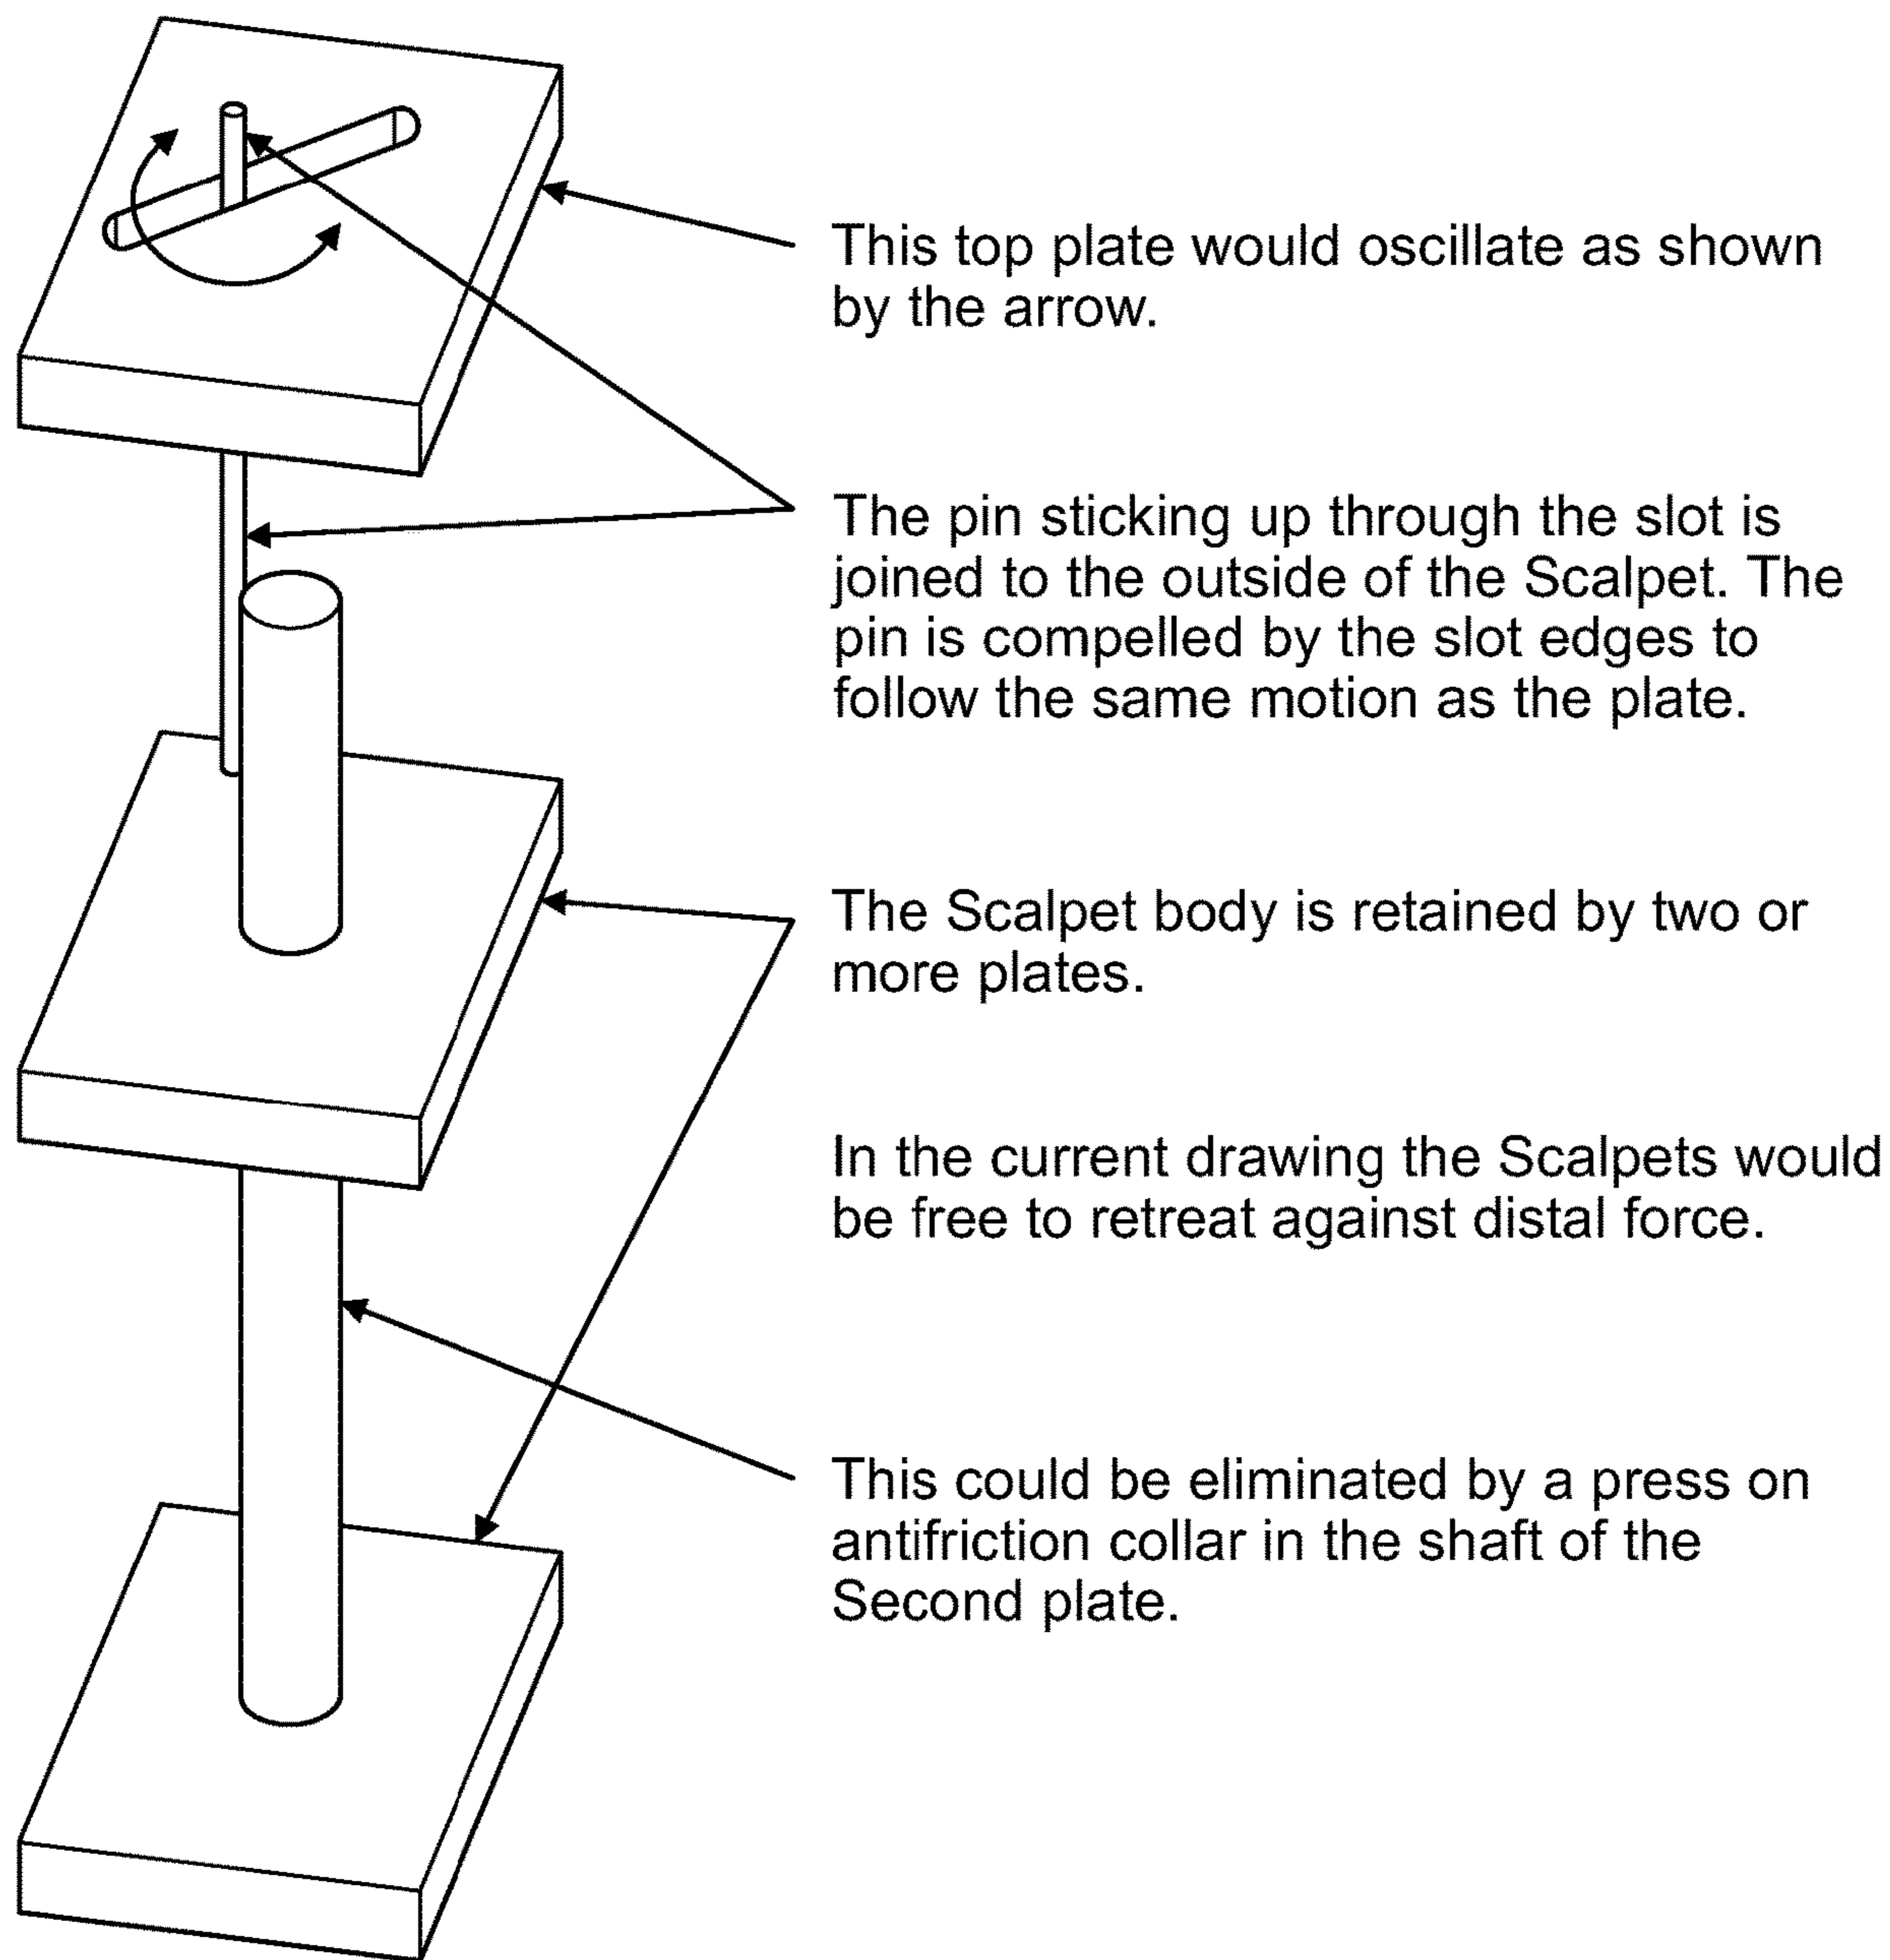 This top plate would oscillate as shown
by the arrow.
The pin sticking up through the slot is
joined to the outside of the Scalpet. The
pin is compelled by the slot edges to
follow the same motion as the plate.
The Scalpet body is retained by two or
more plates.
In the current drawing the Scalpets would
be free to retreat against distal force.
This could be eliminated by a press on
antifriction collar in the shaft of the
Second plate.